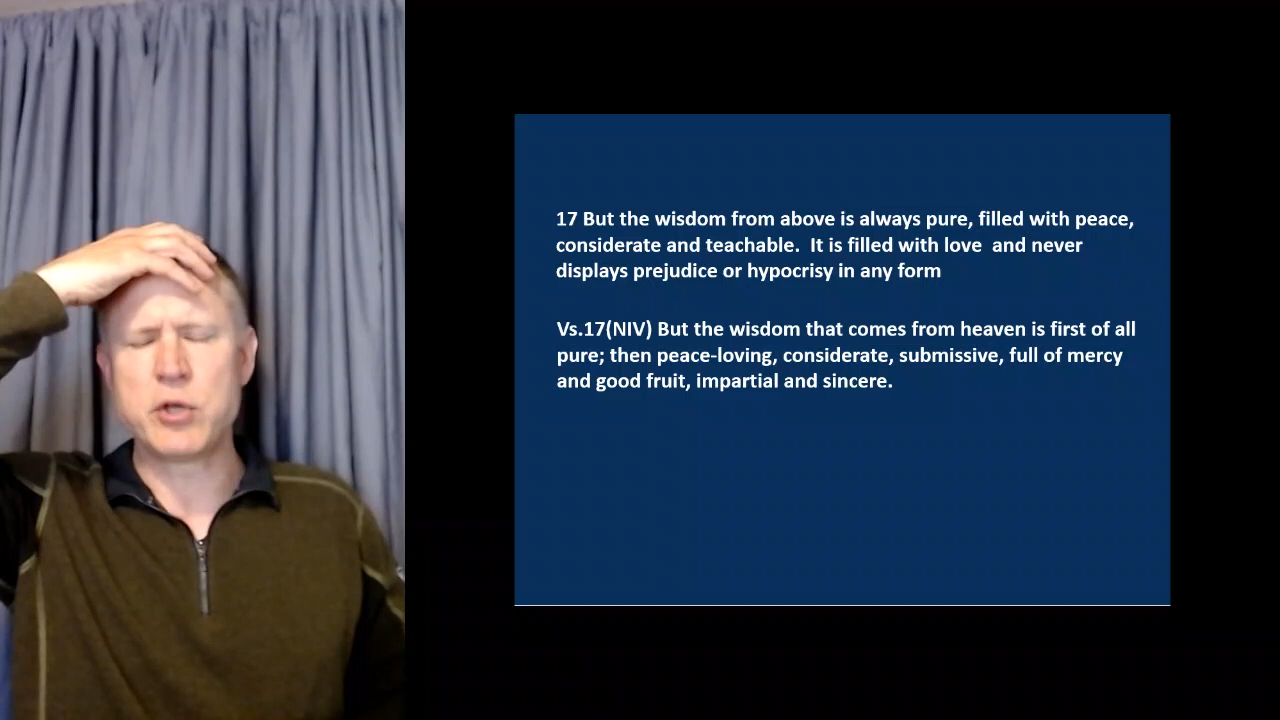 17 But the wisdom from above is always pure, filled with peace,
considerate and teachable.  It is filled with love  and never
displays prejudice or hypocrisy in any form
Vs.17(NIV) But the wisdom that comes from heaven is first of all
pure; then peace-loving, considerate, submissive, full of mercy
and good fruit, impartial and sincere.